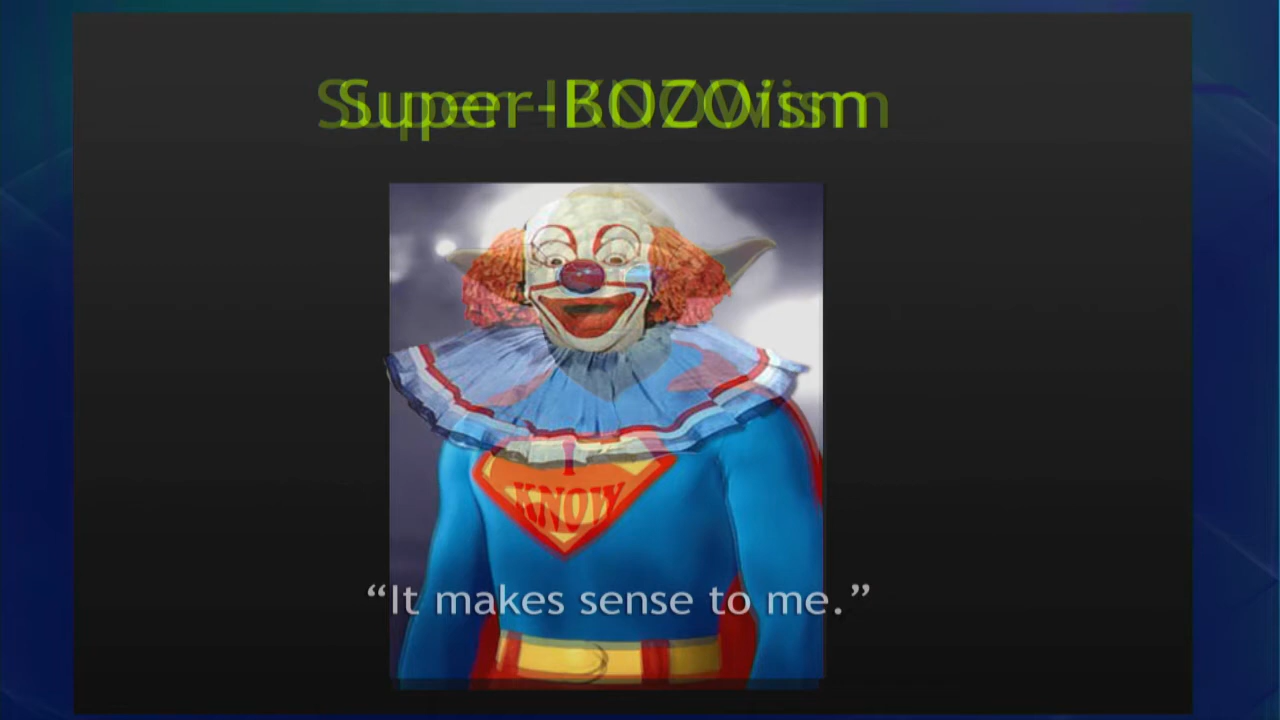 Super-BOZOism
I
KNOW
“It makes sense to me.”